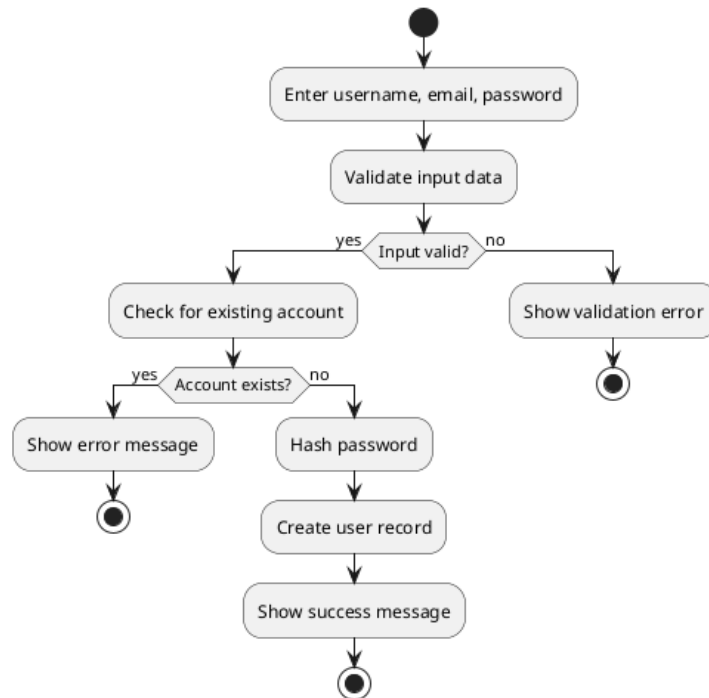 Enter username, email, password
Validate input data
yes
Input valid?
no
Check for existing account
Show validation error
yes
Account exists?
no
Show error message
Hash password
Create user record
Show success message